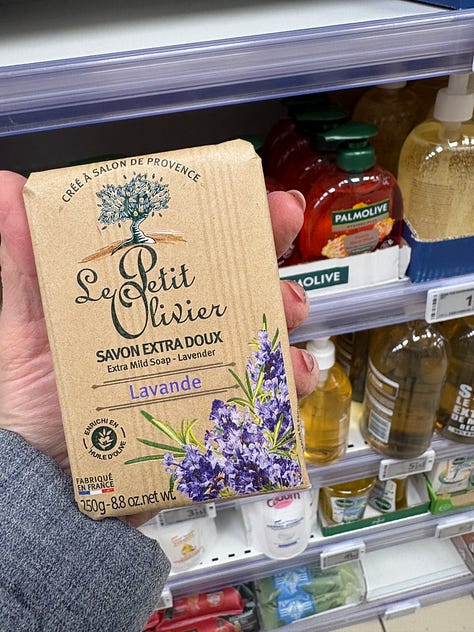 CRÉÉ À SALON DE PROVENCE
Le Petit
Olivier
SAVON EXTRA DOUX
Extra Mild Soap - Lavender
Lavande
ENRICHI EN
HUILE D'OLIVE
FABRIQUÉ
EN FRANCE
250g - 8.8 oz. net wt.
PALMOLIVE
PALMOLIVE